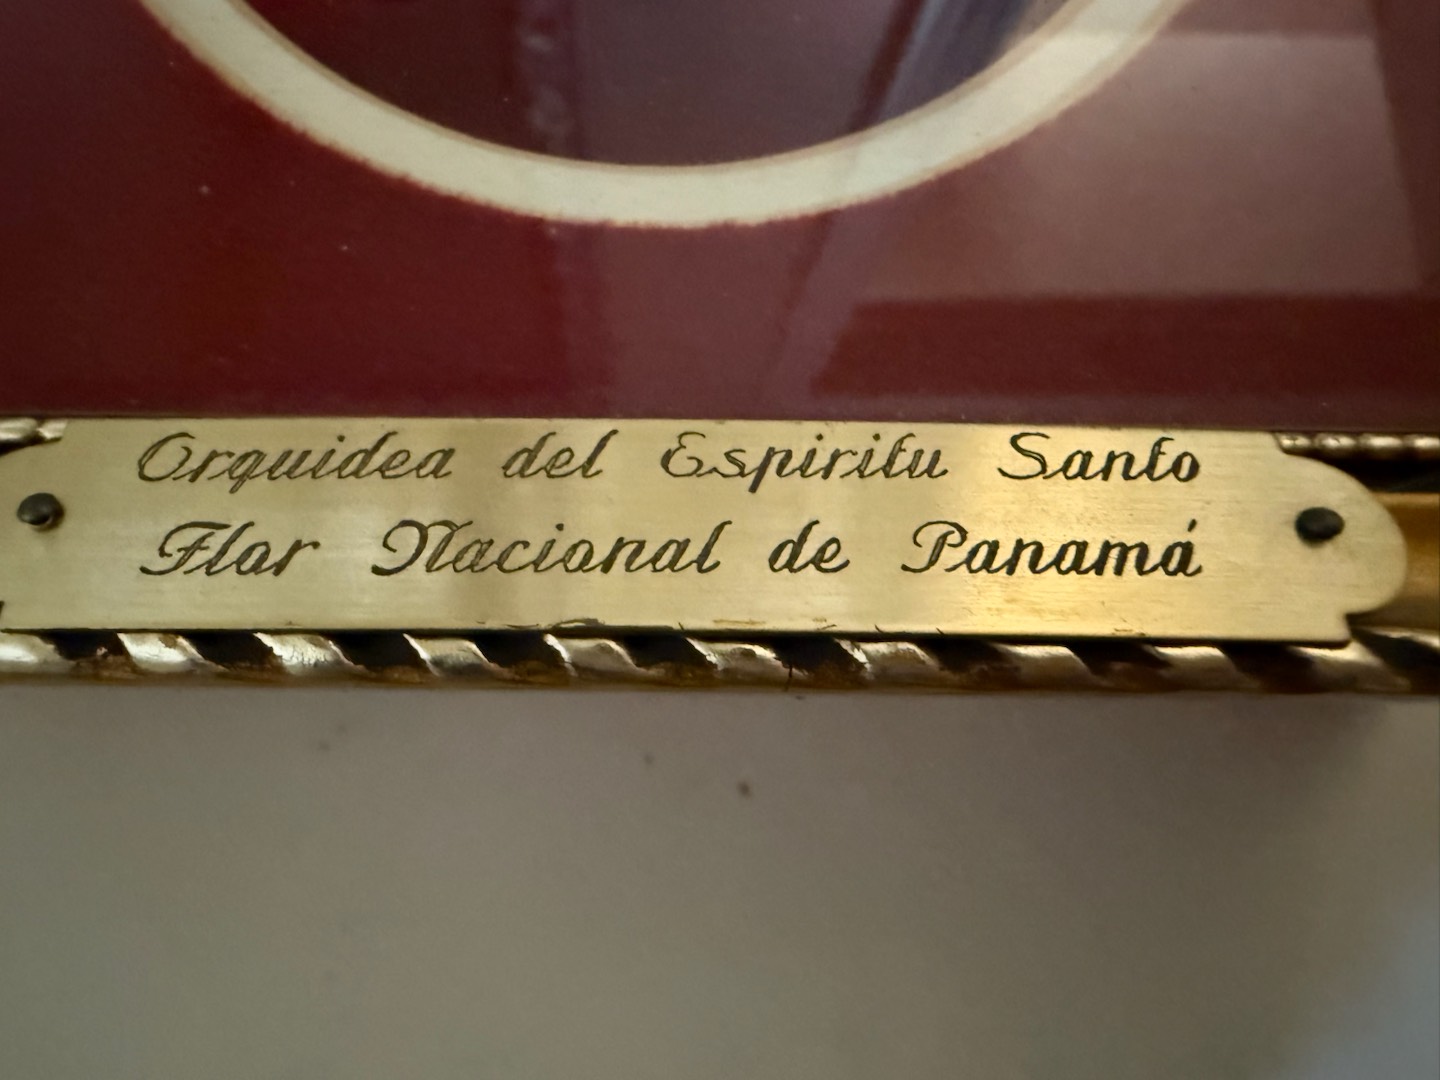 Orquidea del Espiritu Santo
Flor Nacional de Panamá